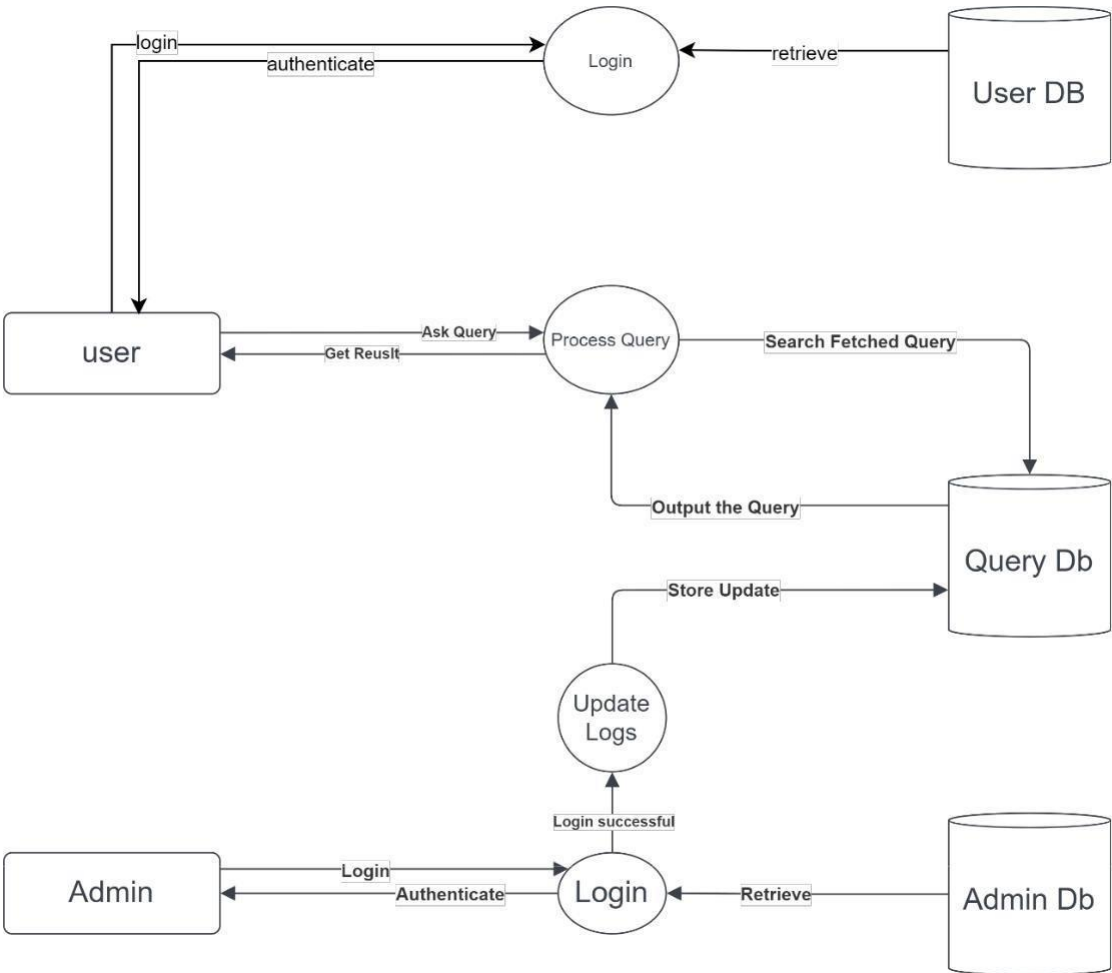 login
authenticate
Login
retrieve
User DB
user
Ask Query
Get Reuslt
Process Query
Search Fetched Query
Output the Query
Query Db
Store Update
Update
Logs
Login successful
Admin
Login
Authenticate
Login
Retrieve
Admin Db